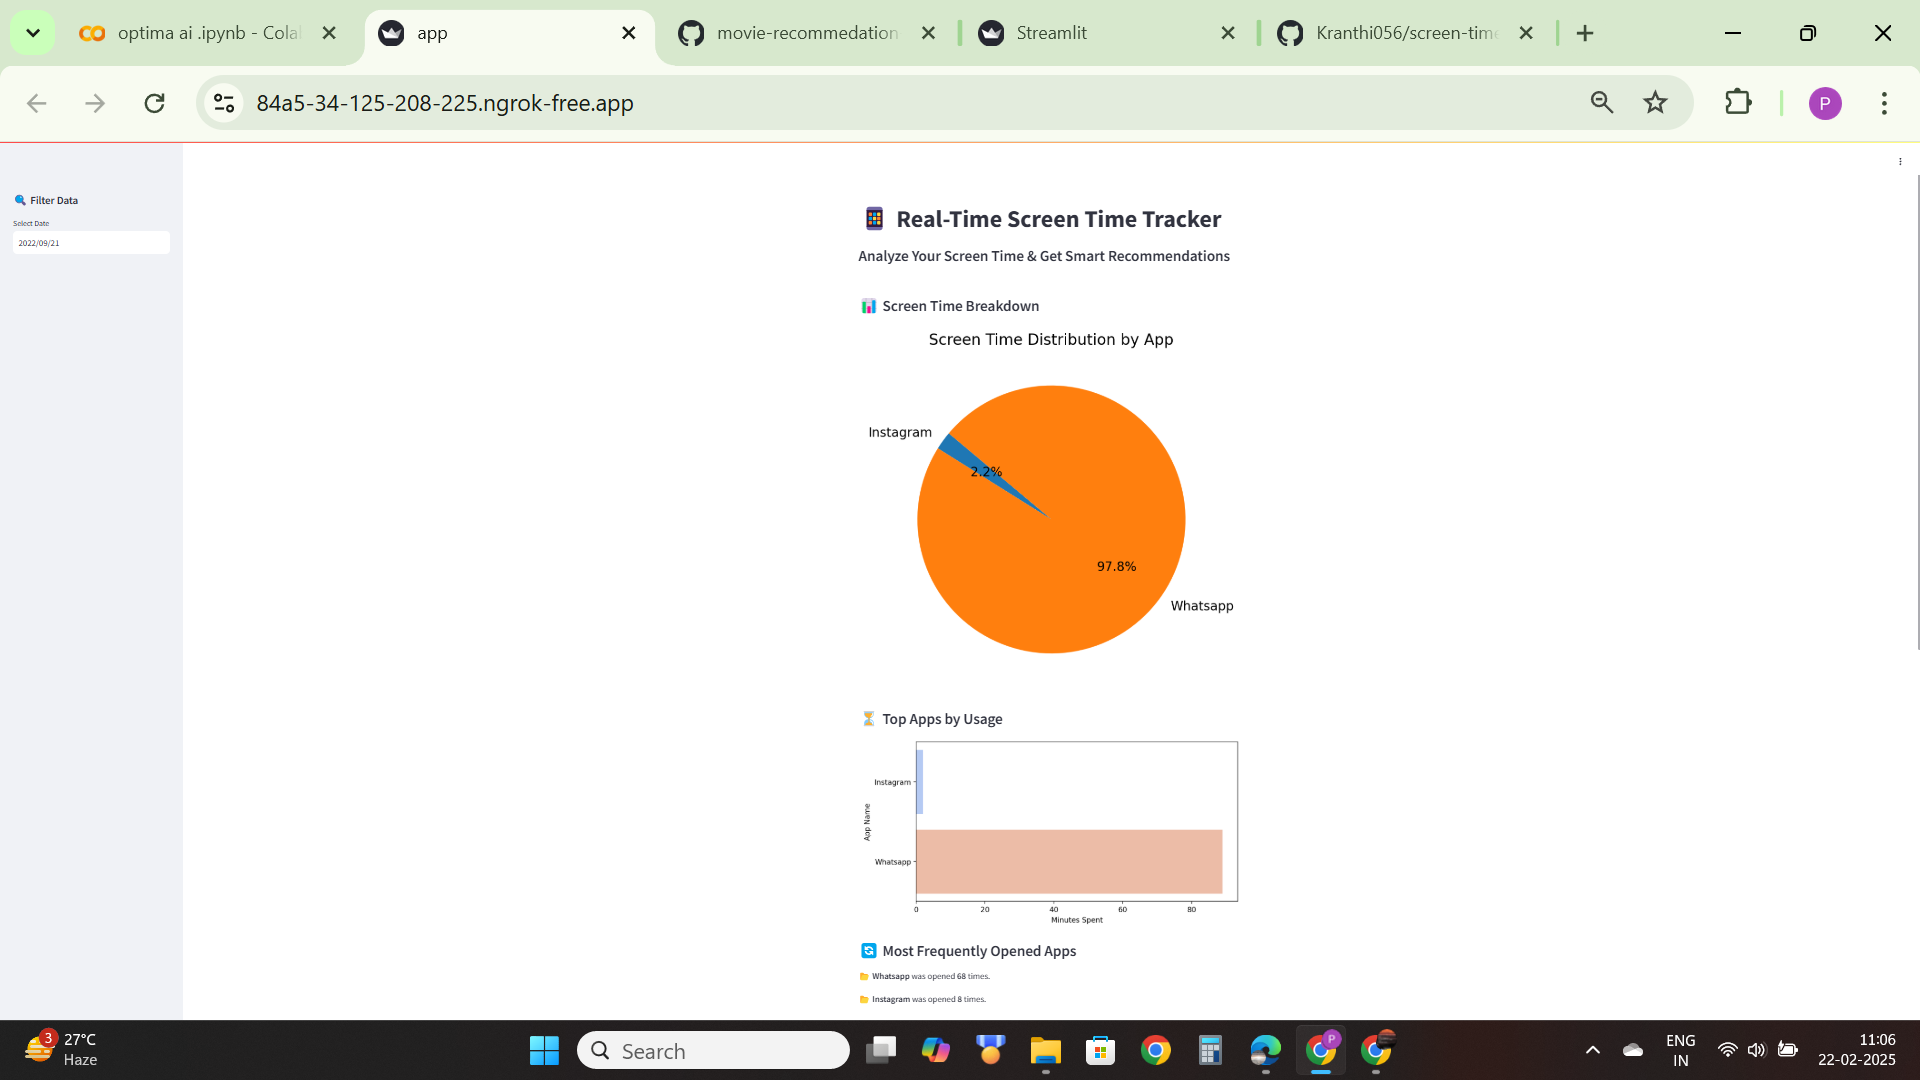 optima ai .ipynb - Cola
app
movie-recommedation
Streamlit
Kranthi056/screen-time
84a5-34-125-208-225.ngrok-free.app
P
Filter Data
Select Date
2022/09/21
Real-Time Screen Time Tracker
Analyze Your Screen Time & Get Smart Recommendations
Screen Time Breakdown
Screen Time Distribution by App
Instagram
2.2%
97.8%
Whatsapp
Top Apps by Usage
Instagram
App Name
Whatsapp
0 20 40 60 80
Minutes Spent
Most Frequently Opened Apps
Whatsapp was opened 68 times.
Instagram was opened 8 times.
3
27°C
Haze
Search
P
ENG
IN
11:06
22-02-2025